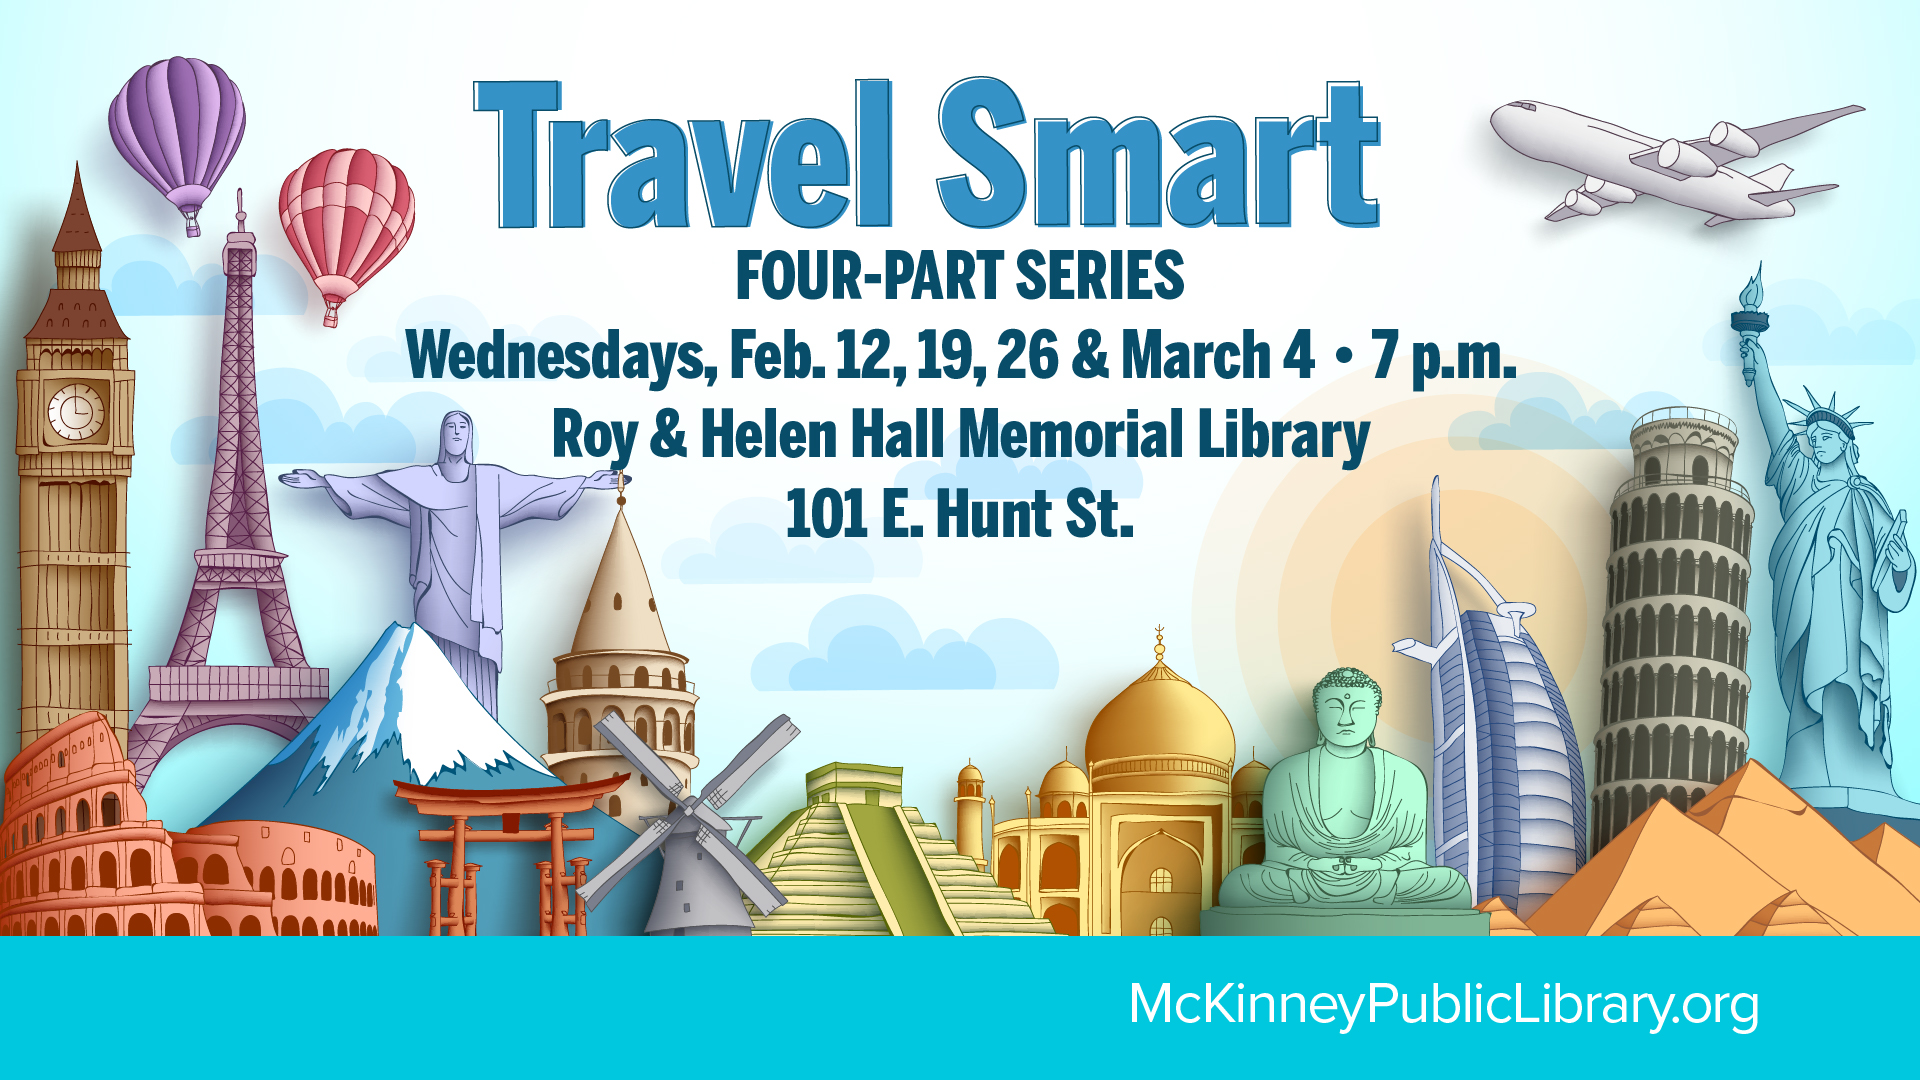 Travel Smart
FOUR-PART SERIES
Wednesdays, Feb. 12, 19, 26 & March 4 • 7 p.m.
Roy & Helen Hall Memorial Library
101 E. Hunt St.
McKinneyPublicLibrary.org